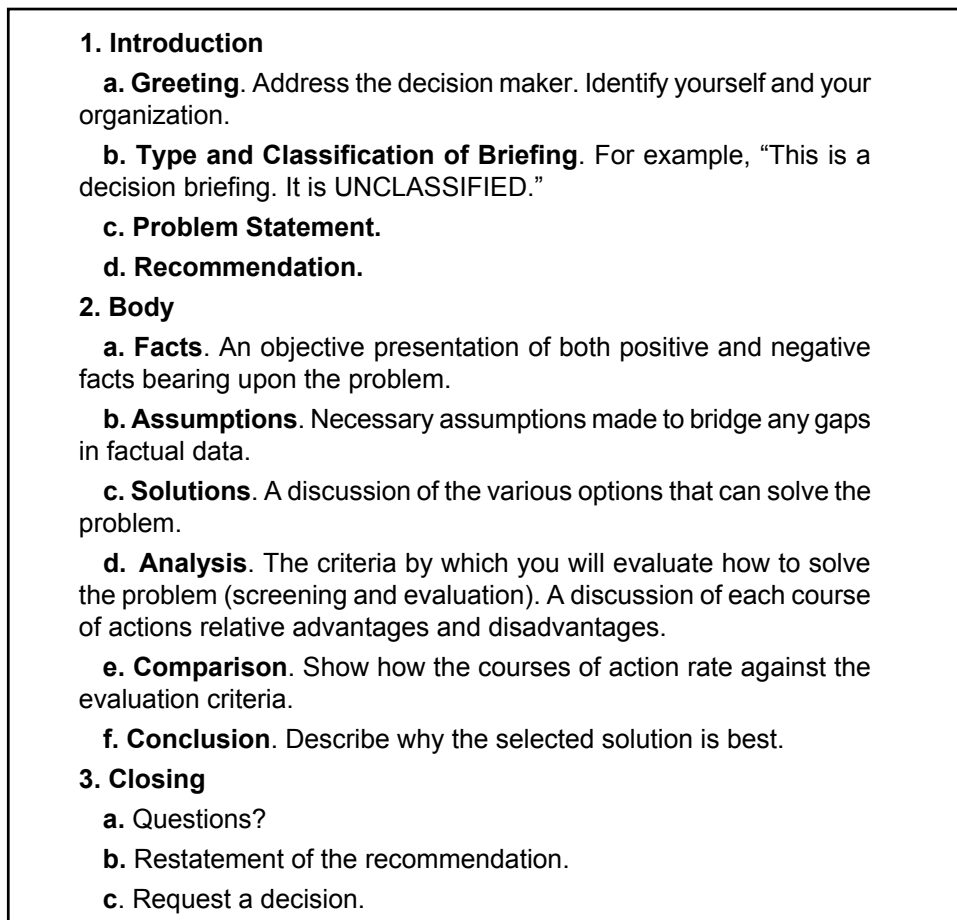 1. Introduction
a. Greeting. Address the decision maker. Identify yourself and your
organization.
b. Type and Classification of Briefing. For example, “This is a
decision briefing. It is UNCLASSIFIED.”
c. Problem Statement.
d. Recommendation.
2. Body
a. Facts. An objective presentation of both positive and negative
facts bearing upon the problem.
b. Assumptions. Necessary assumptions made to bridge any gaps
in factual data.
c. Solutions. A discussion of the various options that can solve the
problem.
d. Analysis. The criteria by which you will evaluate how to solve
the problem (screening and evaluation). A discussion of each course
of actions relative advantages and disadvantages.
e. Comparison. Show how the courses of action rate against the
evaluation criteria.
f. Conclusion. Describe why the selected solution is best.
3. Closing
a. Questions?
b. Restatement of the recommendation.
c. Request a decision.